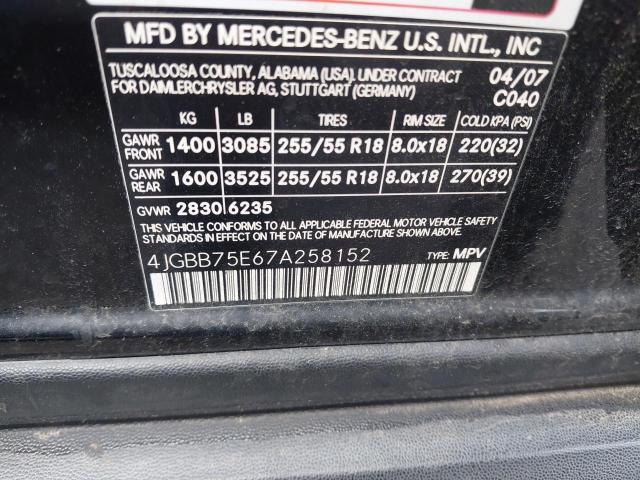 MFD BY MERCEDES-BENZ U.S. INTL., INC
TUSCALOOSA COUNTY, ALABAMA (USA). UNDER CONTRACT 04/07
FOR DAIMLERCHRYSLER AG, STUTTGART (GERMANY) C040
KG LB TIRES RIM SIZE COLD KPA (PSI)
GAWR FRONT 1400 3085 255/55 R18 8.0x18 220(32)
GAWR REAR 1600 3525 255/55 R18 8.0x18 270(39)
GVWR 2830 6235
THIS VEHICLE CONFORMS TO ALL APPLICABLE FEDERAL MOTOR VEHICLE SAFETY
STANDARDS IN EFFECT ON THE DATE OF MANUFACTURE SHOWN ABOVE.
4JGBB75E67A258152 TYPE: MPV